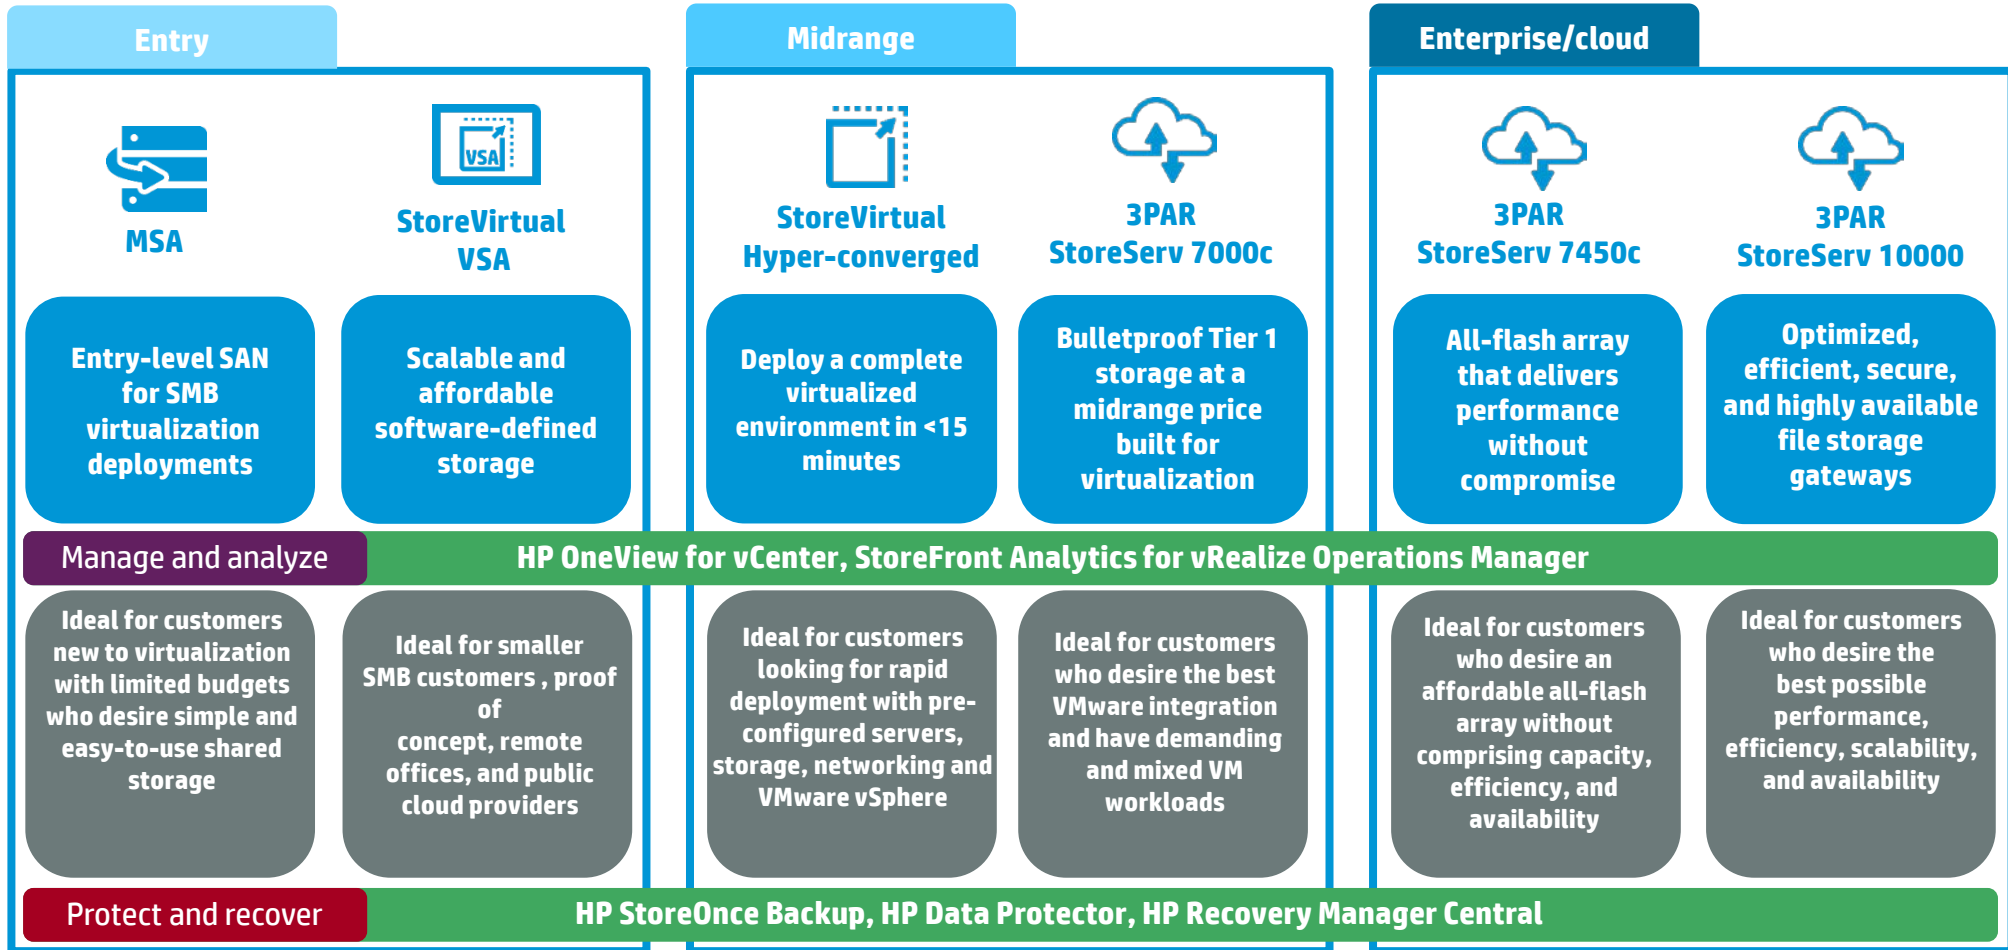 Entry
MSA
VSA
StoreVirtual
VSA
Entry-level SAN
for SMB
virtualization
deployments
Scalable and
affordable
software-defined
storage
Midrange
StoreVirtual
Hyper-converged
3PAR
StoreServ 7000c
Deploy a complete
virtualized
environment in <15
minutes
Bulletproof Tier 1
storage at a
midrange price
built for
virtualization
Enterprise/cloud
3PAR
StoreServ 7450c
3PAR
StoreServ 10000
All-flash array
that delivers
performance
without
compromise
Optimized,
efficient, secure,
and highly available
file storage
gateways
Manage and analyze
HP OneView for vCenter, StoreFront Analytics for vRealize Operations Manager
Ideal for customers
new to virtualization
with limited budgets
who desire simple and
easy-to-use shared
storage
Ideal for smaller
SMB customers , proof
of
concept, remote
offices, and public
cloud providers
Ideal for customers
looking for rapid
deployment with pre-
configured servers,
storage, networking and
VMware vSphere
Ideal for customers
who desire the best
VMware integration
and have demanding
and mixed VM
workloads
Ideal for customers
who desire an
affordable all-flash
array without
comprising capacity,
efficiency, and
availability
Ideal for customers
who desire the
best possible
performance,
efficiency, scalability,
and availability
Protect and recover
HP StoreOnce Backup, HP Data Protector, HP Recovery Manager Central